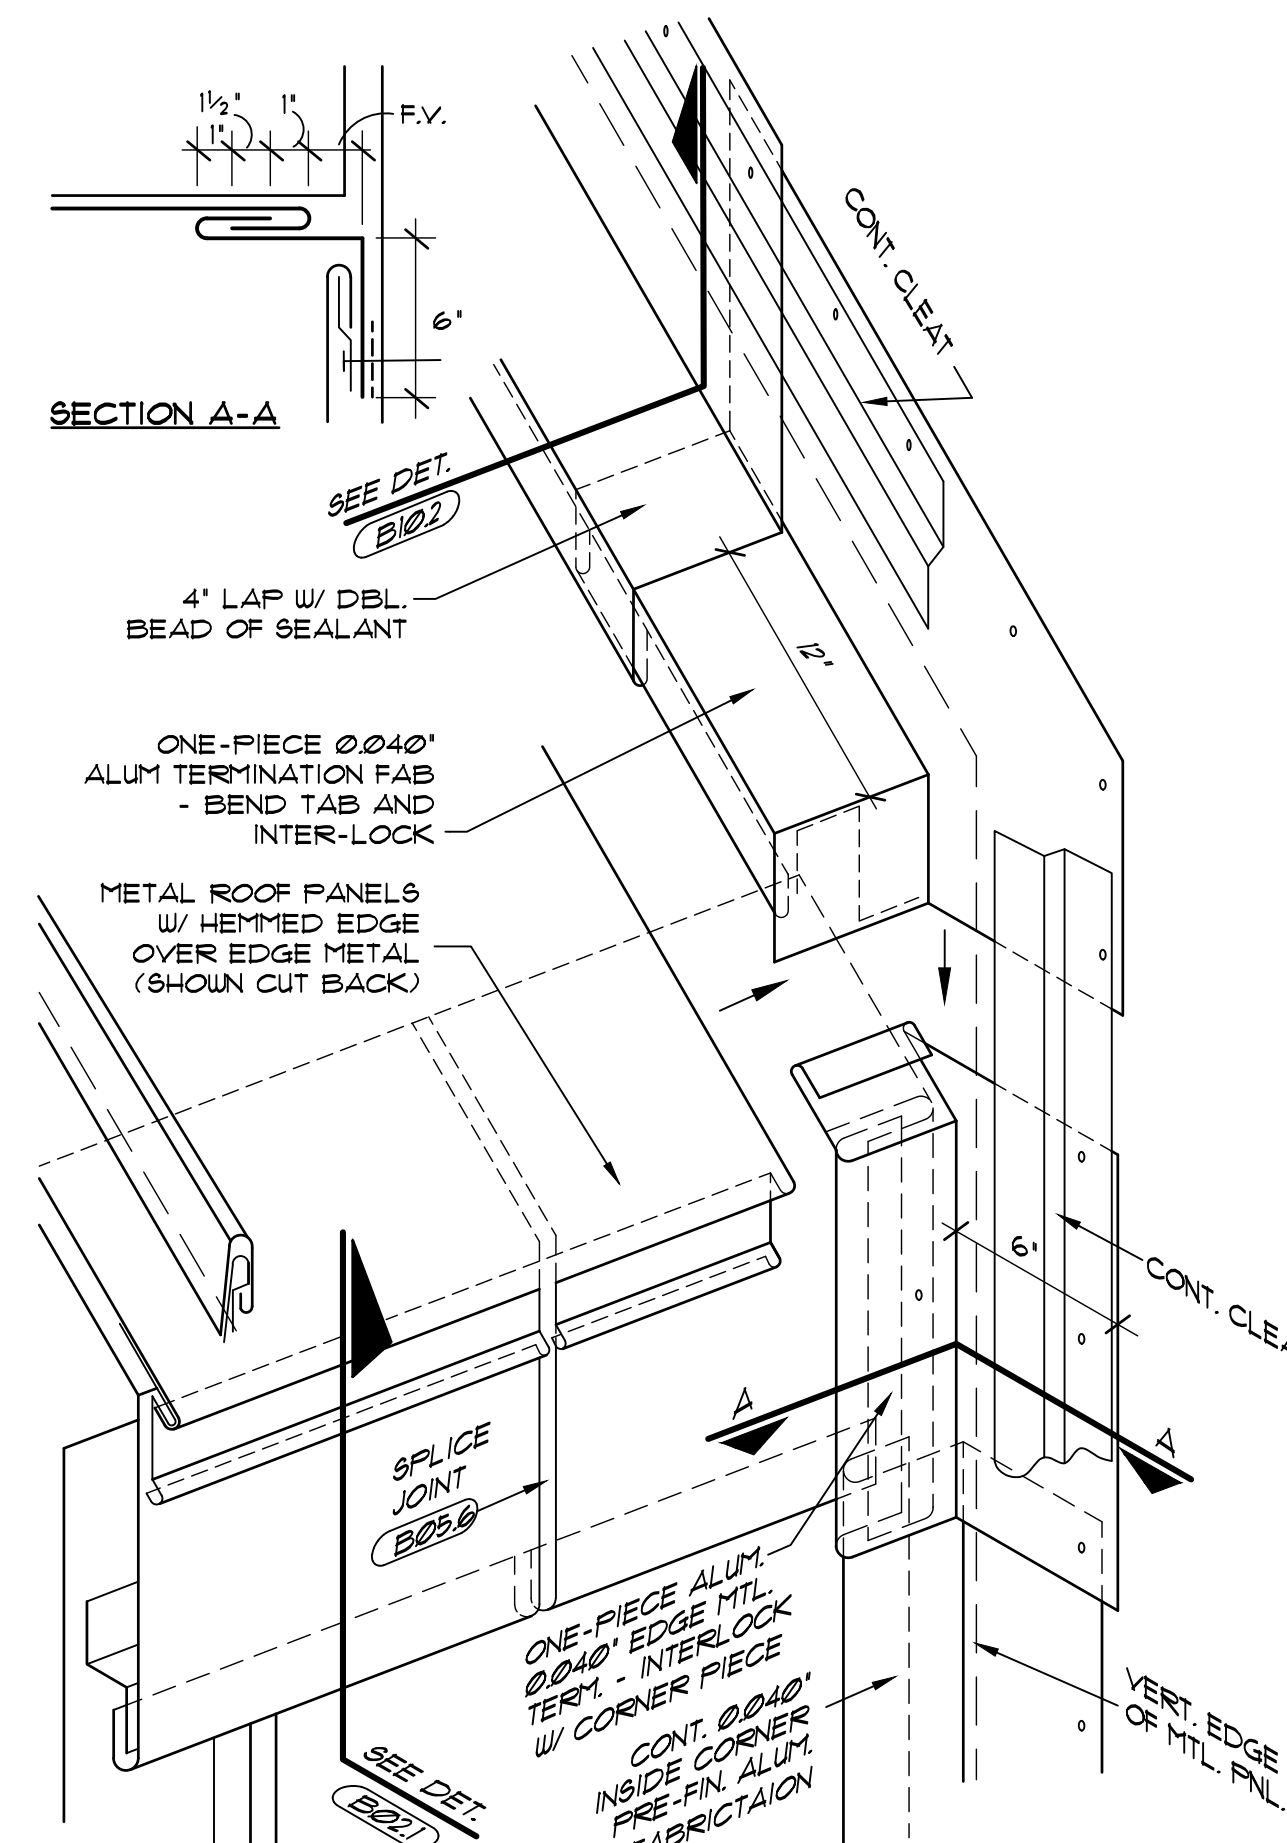 1½" 1"
1"
F.V.
6"
SECTION A-A
CONT. CLEAT
SEE DET.
B10.2
4" LAP W/ DBL.
BEAD OF SEALANT
12"
ONE-PIECE 0.040"
ALUM TERMINATION FAB
- BEND TAB AND
INTER-LOCK
METAL ROOF PANELS
W/ HEMMED EDGE
OVER EDGE METAL
(SHOWN CUT BACK)
6"
CONT. CLEA
A
A
SPLICE
JOINT
B05.6
ONE-PIECE ALUM.
0.040" EDGE MTL.
TERM. - INTERLOCK
W/ CORNER PIECE
CONT. 0.040"
INSIDE CORNER
PRE-FIN. ALUM.
FABRICTAION
VERT. EDGE
OF MTL. PNL.
SEE DET.
B02.1